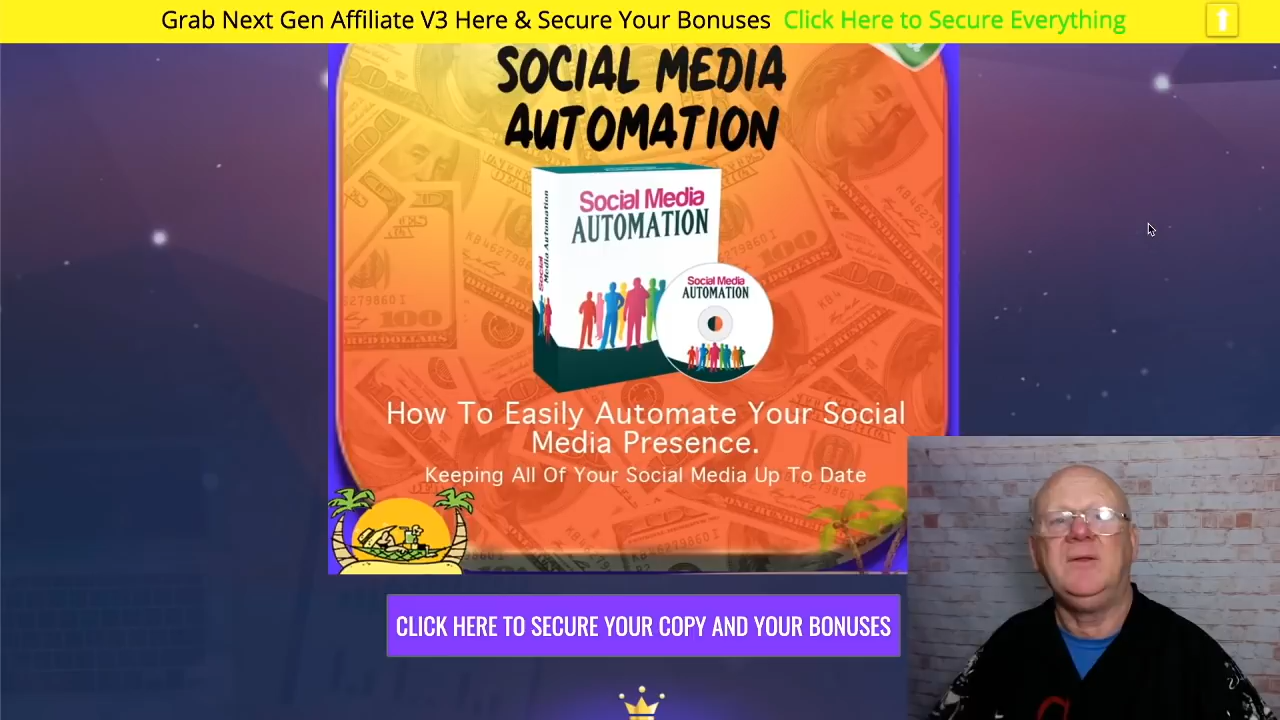 Grab Next Gen Affiliate V3 Here & Secure Your Bonuses Click Here to Secure Everything
SOCIAL MEDIA
AUTOMATION
Social Media
AUTOMATION
Social Media Automation
Social Media
AUTOMATION
How To Easily Automate Your Social
Media Presence.
Keeping All Of Your Social Media Up To Date
CLICK HERE TO SECURE YOUR COPY AND YOUR BONUSES